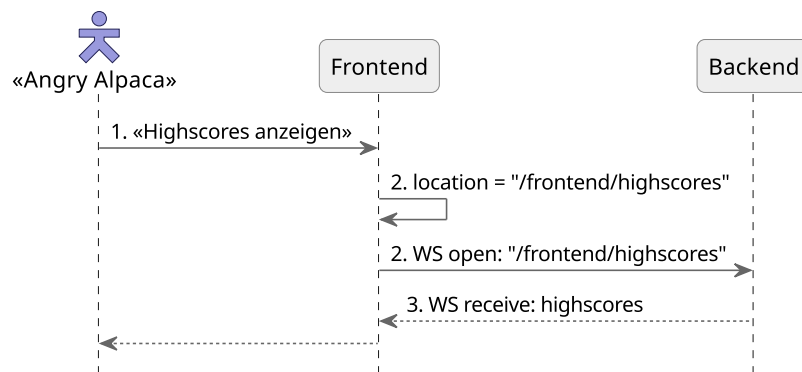 «Angry Alpaca»
Frontend
Backend
1. «Highscores anzeigen»
2. location = "/frontend/highscores"
2. WS open: "/frontend/highscores"
3. WS receive: highscores